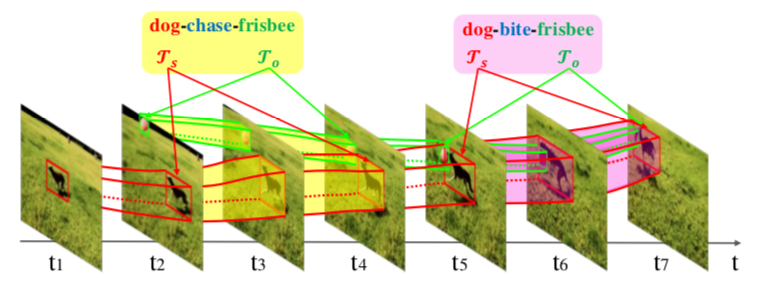 dog-chase-frisbee
𝒯s 𝒯o
dog-bite-frisbee
𝒯s 𝒯o
t1 t2 t3 t4 t5 t6 t7 t